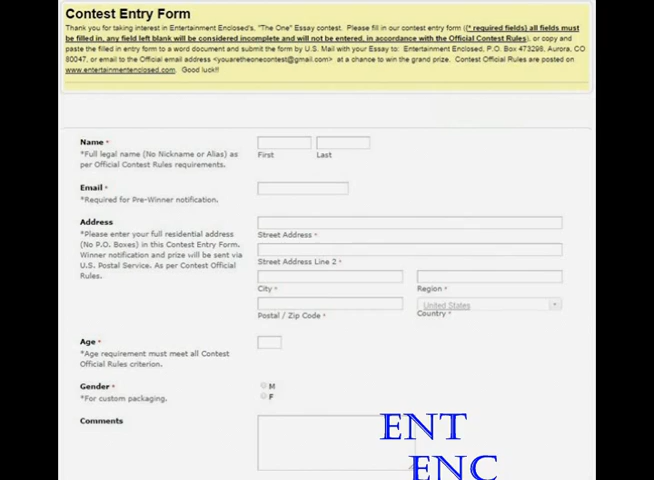 Contest Entry Form
Thank you for taking interest in Entertainment Enclosed's, "The One" Essay contest. Please fill in our contest entry form ((* required fields) all fields must
be filled in, any field left blank will be considered incomplete and will not be entered, in accordance with the Official Contest Rules), or copy and
paste the filled in entry form to a word document and submit the form by U.S. Mail with your Essay to: Entertainment Enclosed, P.O. Box 473296, Aurora, CO
80047, or email to the Official email address <youaretheonecontest@gmail.com> at a chance to win the grand prize. Contest Official Rules are posted on
www.entertainmentenclosed.com. Good luck!!
Name *
*Full legal name (No Nickname or Alias) as
per Official Contest Rules requirements.
First
Last
Email *
*Required for Pre-Winner notification.
Address
*Please enter your full residential address
(No P.O. Boxes) in this Contest Entry Form.
Winner notification and prize will be sent via
U.S. Postal Service. As per Contest Official
Rules.
Street Address *
Street Address Line 2 *
City *
Region *
Postal / Zip Code *
United States
Country *
Age *
*Age requirement must meet all Contest
Official Rules criterion.
Gender *
*For custom packaging.
M
F
Comments
ENT
ENC